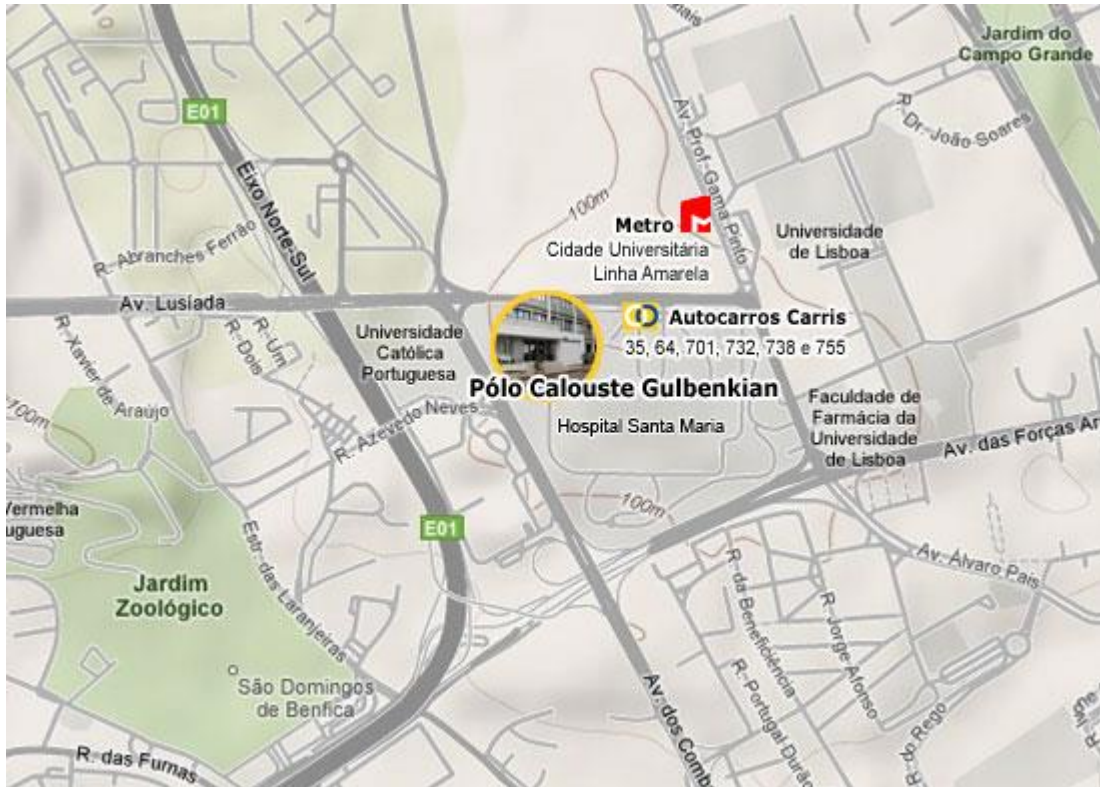 Jardim do
Campo Grande
E01
Av. Prof. Gama Pinto
R. Dr. João Soares
Eixo Norte-Sul
100m
Metro
Cidade Universitária
Linha Amarela
Universidade
de Lisboa
R. Abranches Ferrão
Av. Lusíada
R. Um
R. Dois
R. Xavier de Araújo
Universidade
Católica
Portuguesa
Autocarros Carris
35, 64, 701, 732, 738 e 755
Pólo Calouste Gulbenkian
Hospital Santa Maria
R. Azevedo Neves
Faculdade de
Farmácia da
Universidade
de Lisboa
Av. das Forças Ar
100m
100m
Vermelha
uguesa
E01
Av. Álvaro Pais
Jardim
Zoológico
Estr. das Laranjeiras
R. da Beneficiência
R. Jorge Afonso
R. Portugal Durão
São Domingos
de Benfica
Av. dos Comb
R. do Rego
R. das Furnas